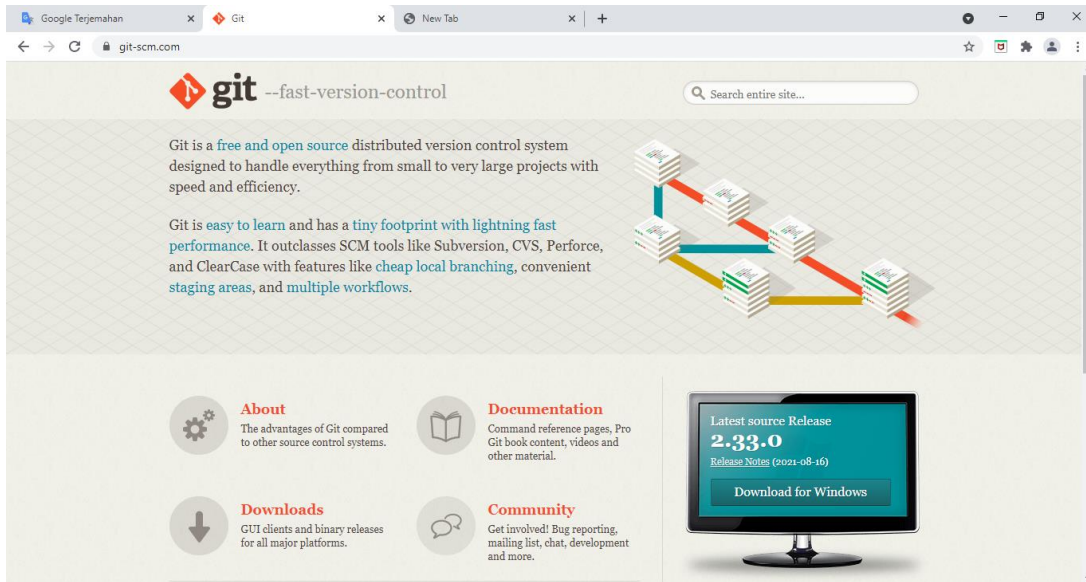 Google Terjemahan
Git
New Tab
git-scm.com
git --fast-version-control
Search entire site...
Git is a free and open source distributed version control system
designed to handle everything from small to very large projects with
speed and efficiency.
Git is easy to learn and has a tiny footprint with lightning fast
performance. It outclasses SCM tools like Subversion, CVS, Perforce,
and ClearCase with features like cheap local branching, convenient
staging areas, and multiple workflows.
About
The advantages of Git compared
to other source control systems.
Documentation
Command reference pages, Pro
Git book content, videos and
other material.
Downloads
GUI clients and binary releases
for all major platforms.
Community
Get involved! Bug reporting,
mailing list, chat, development
and more.
Latest source Release
2.33.0
Release Notes (2021-08-16)
Download for Windows